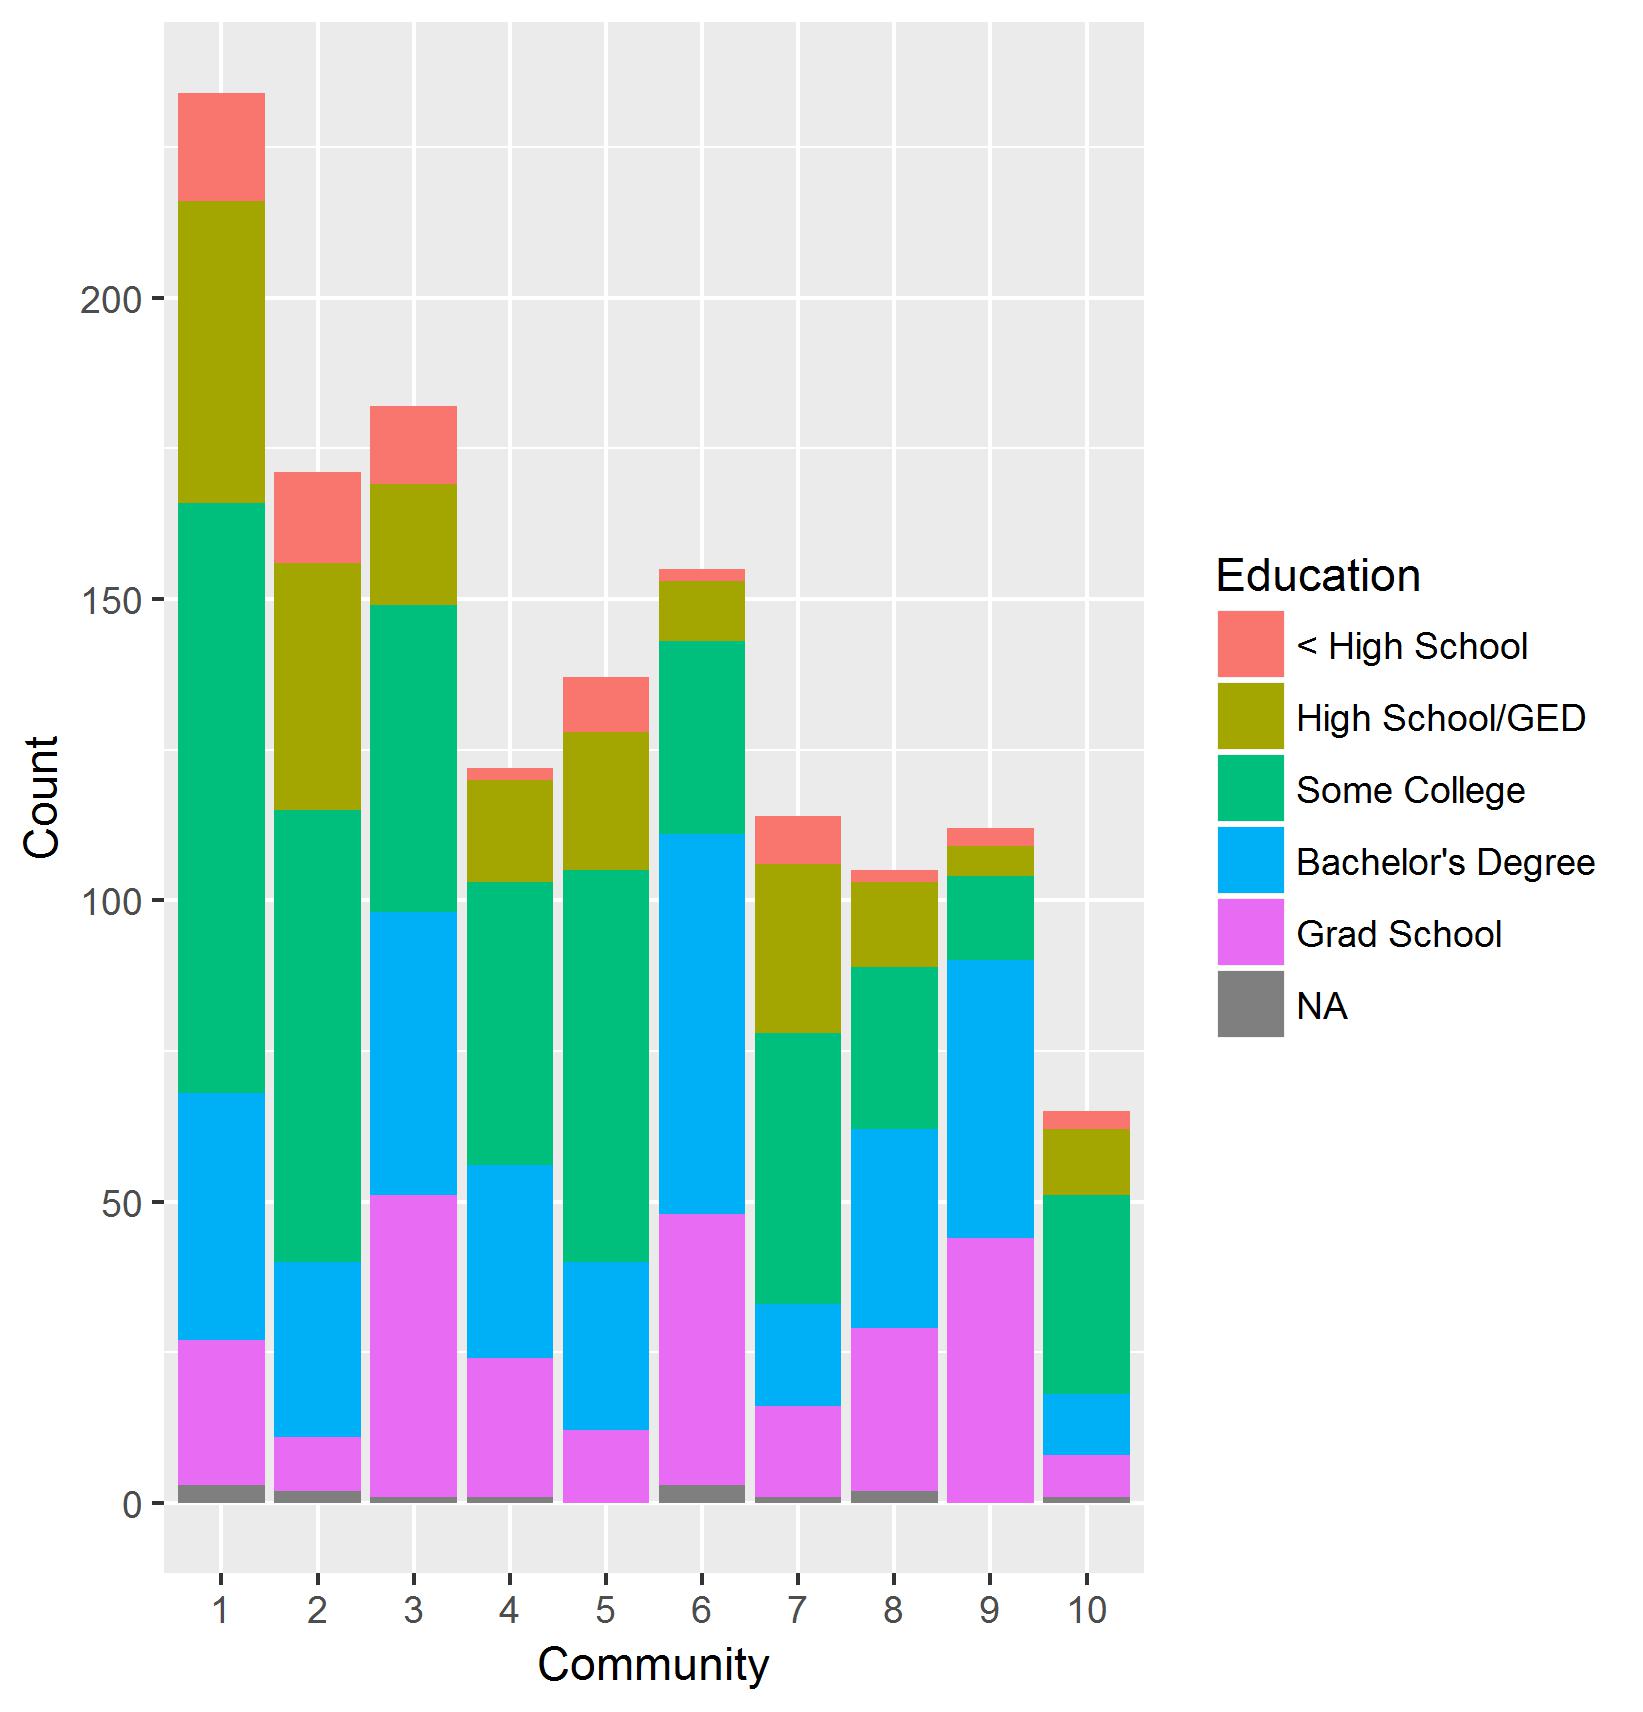 Count
200
150
100
50
0
1 2 3 4 5 6 7 8 9 10
Community
Education
< High School
High School/GED
Some College
Bachelor's Degree
Grad School
NA